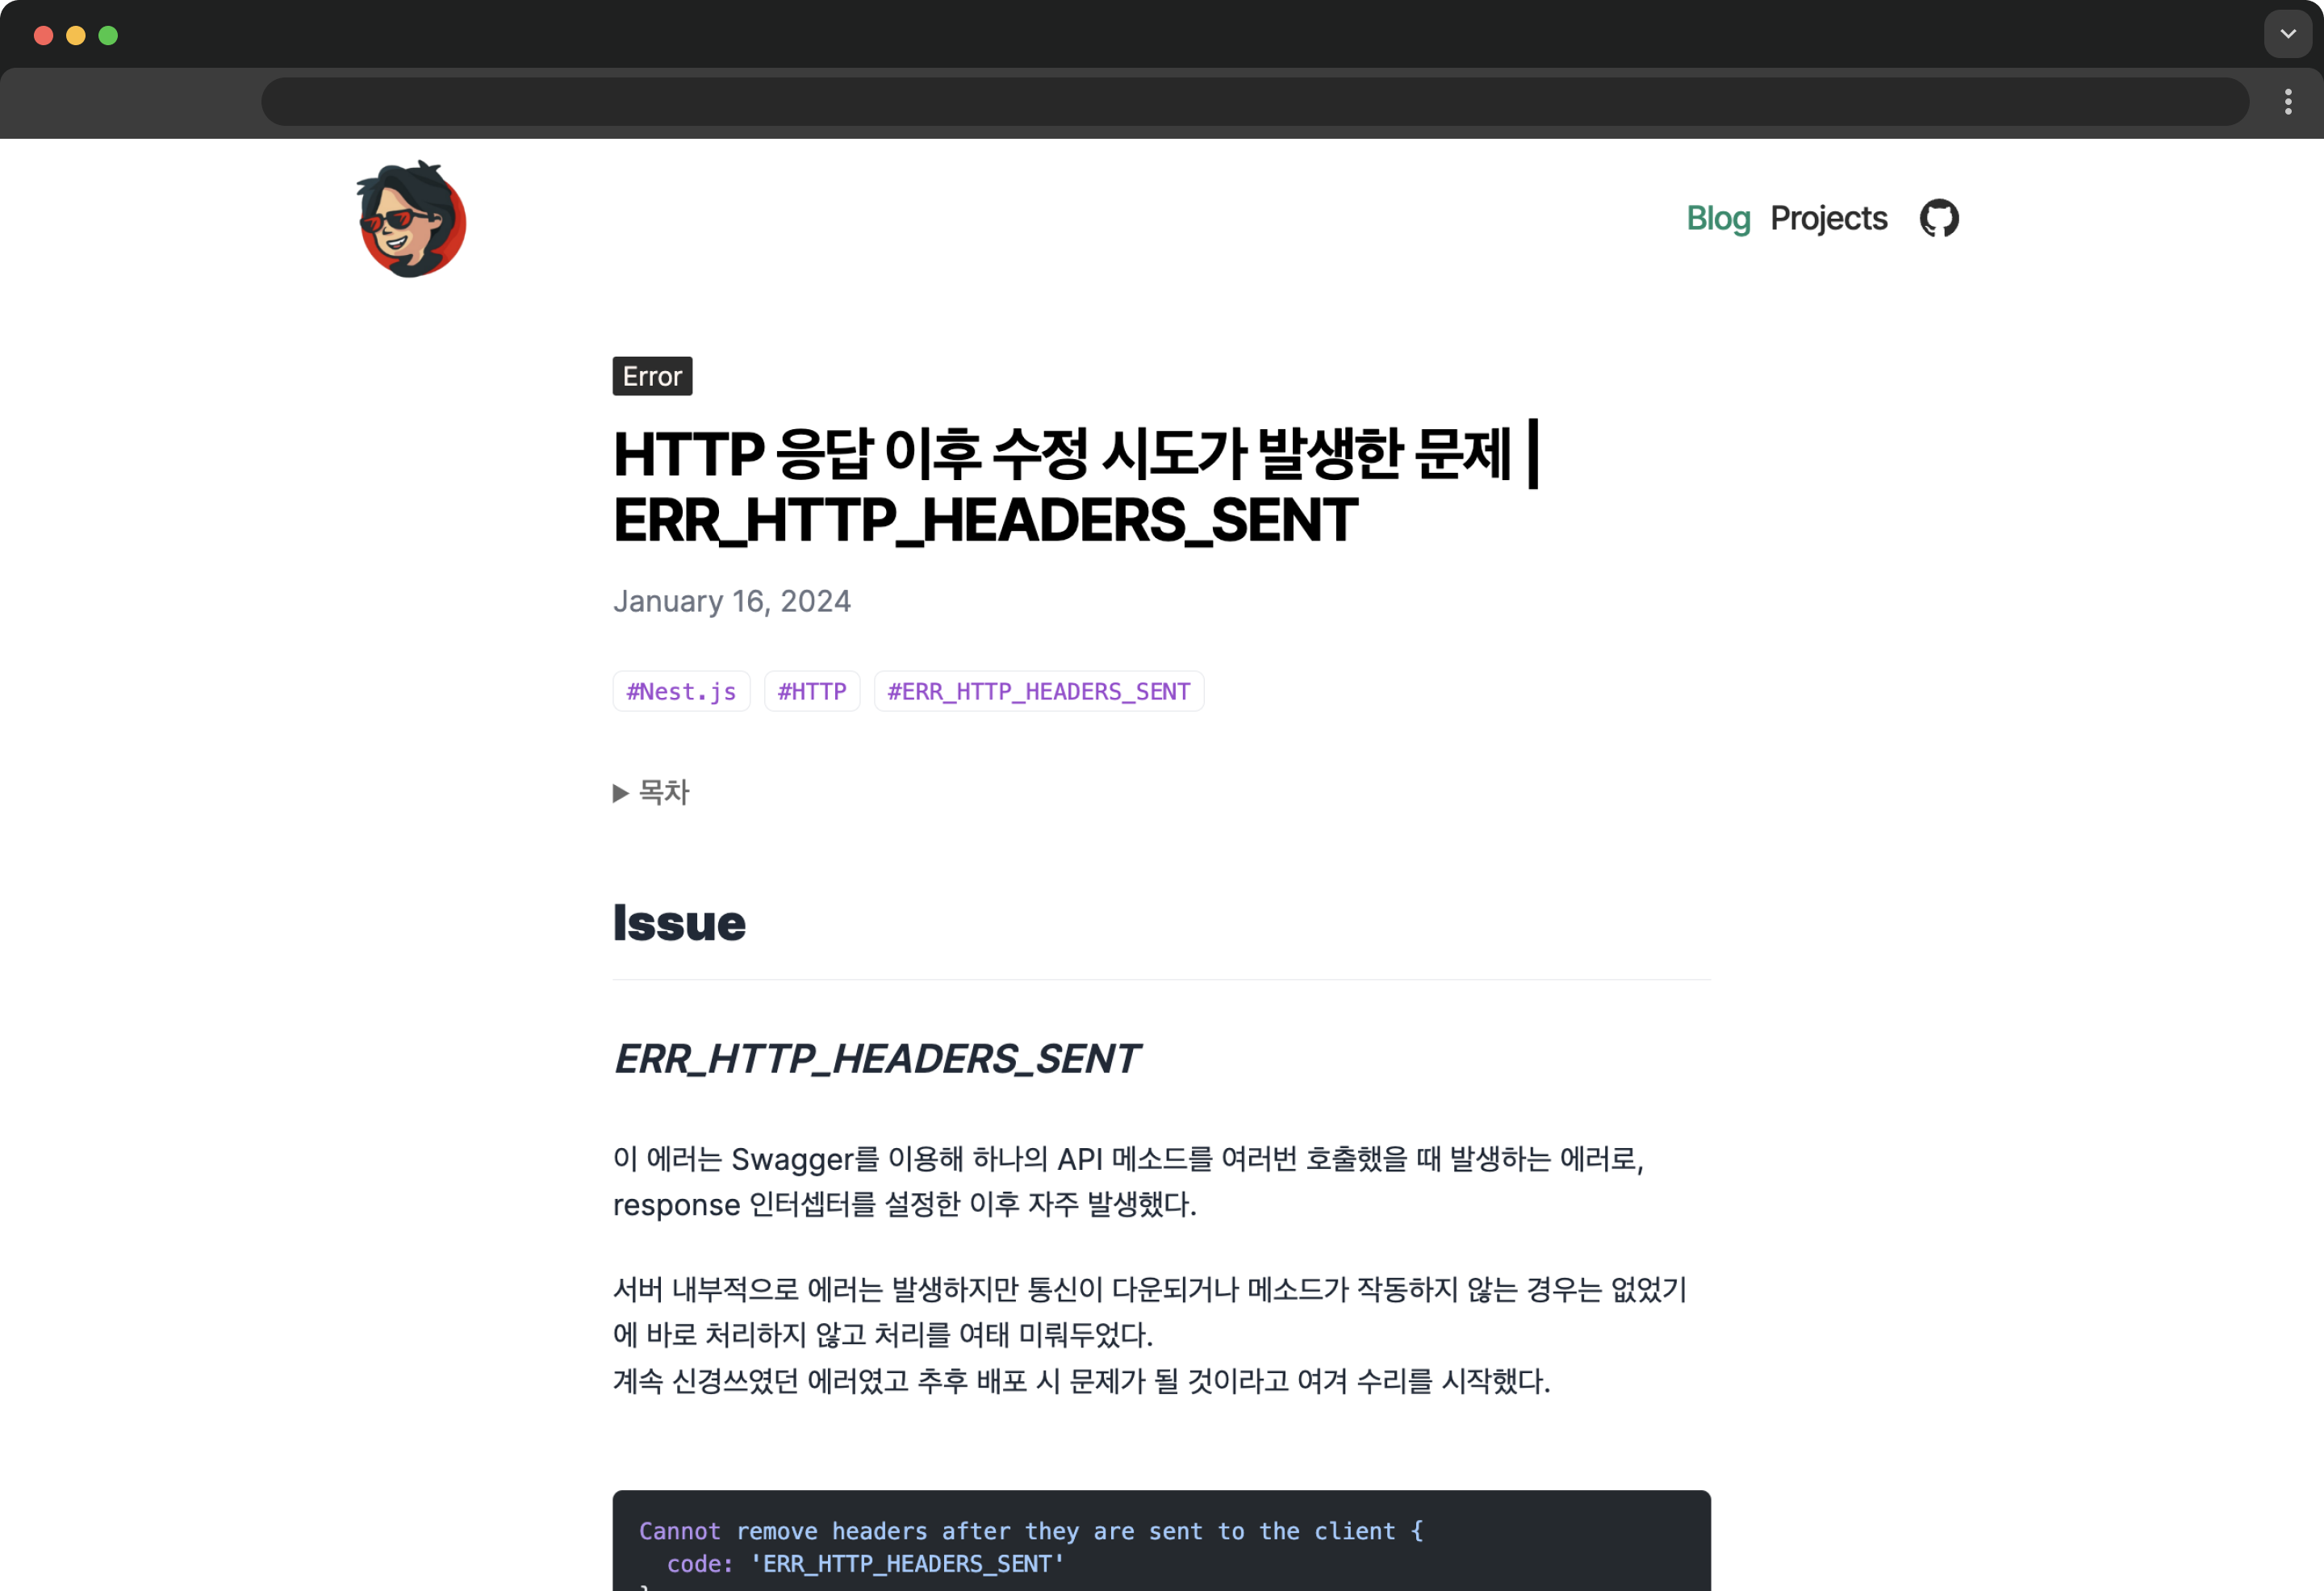 Blog Projects
Error
HTTP 응답 이후 수정 시도가 발생한 문제 |
ERR_HTTP_HEADERS_SENT
January 16, 2024
#Nest.js #HTTP #ERR_HTTP_HEADERS_SENT
▶ 목차
Issue
ERR_HTTP_HEADERS_SENT
이 에러는 Swagger를 이용해 하나의 API 메소드를 여러번 호출했을 때 발생하는 에러로,
response 인터셉터를 설정한 이후 자주 발생했다.
서버 내부적으로 에러는 발생하지만 통신이 다운되거나 메소드가 작동하지 않는 경우는 없었기
에 바로 처리하지 않고 처리를 여태 미뤄두었다.
계속 신경쓰였던 에러였고 추후 배포 시 문제가 될 것이라고 여겨 수리를 시작했다.
Cannot remove headers after they are sent to the client {
code: 'ERR_HTTP_HEADERS_SENT'
}